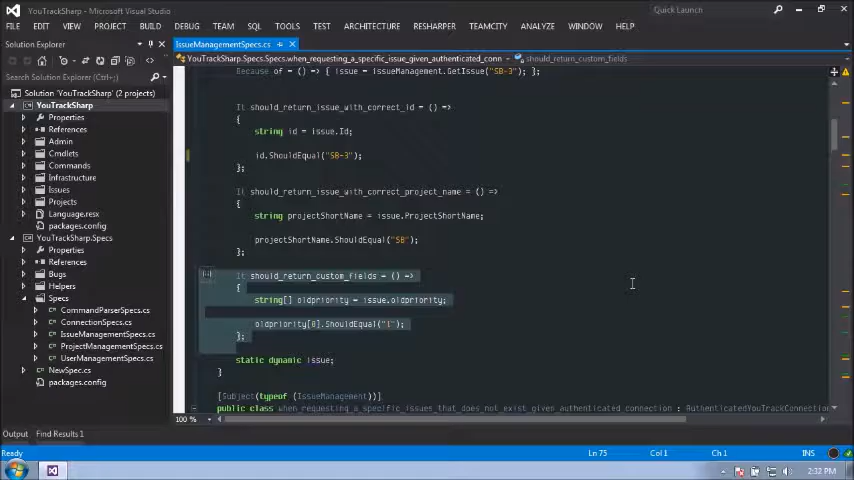 YouTrackSharp - Microsoft Visual Studio
Quick Launch
FILE EDIT VIEW PROJECT BUILD DEBUG TEAM SQL TOOLS TEST ARCHITECTURE RESHARPER TEAMCITY ANALYZE WINDOW HELP
Solution Explorer
IssueManagementSpecs.cs
YouTrackSharp.Specs.Specs.when_requesting_a_specific_issue_given_authenticated_conn
should_return_custom_fields
Search Solution Explorer (Ctrl+;)
Solution 'YouTrackSharp' (2 projects)
YouTrackSharp
Properties
References
Admin
Cmdlets
Commands
Infrastructure
Issues
Projects
Language.resx
packages.config
YouTrackSharp.Specs
Properties
References
Bugs
Helpers
Specs
CommandParserSpecs.cs
ConnectionSpecs.cs
IssueManagementSpecs.cs
ProjectManagementSpecs.cs
UserManagementSpecs.cs
NewSpec.cs
packages.config
Because of = () => { issue = issueManagement.GetIssue("SB-3"); };
It should_return_issue_with_correct_id = () =>
{
string id = issue.Id;
id.ShouldEqual("SB-3");
};
It should_return_issue_with_correct_project_name = () =>
{
string projectShortName = issue.ProjectShortName;
projectShortName.ShouldEqual("SB");
};
It should_return_custom_fields = () =>
{
string[] oldpriority = issue.oldpriority;
oldpriority[0].ShouldEqual("1");
};
static dynamic issue;
}
[Subject(typeof (IssueManagement))]
public class when_requesting_a_specific_issues_that_does_not_exist_given_authenticated_connection : AuthenticatedYouTrackConnection
100 %
Output Find Results 1
Ready
Ln 75 Col 1 Ch 1 INS
2:32 PM